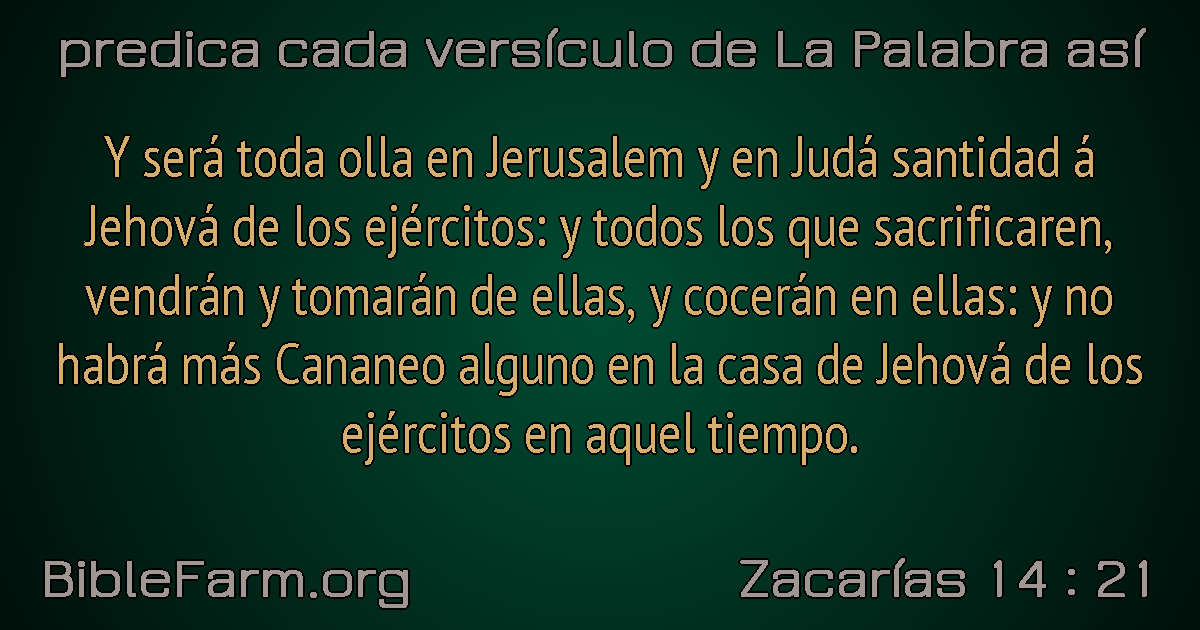 predica cada versículo de La Palabra así
Y será toda olla en Jerusalem y en Judá santidad á
Jehová de los ejércitos: y todos los que sacrificaren,
vendrán y tomarán de ellas, y cocerán en ellas: y no
habrá más Cananeo alguno en la casa de Jehová de los
ejércitos en aquel tiempo.
BibleFarm.org
Zacarías 14 : 21